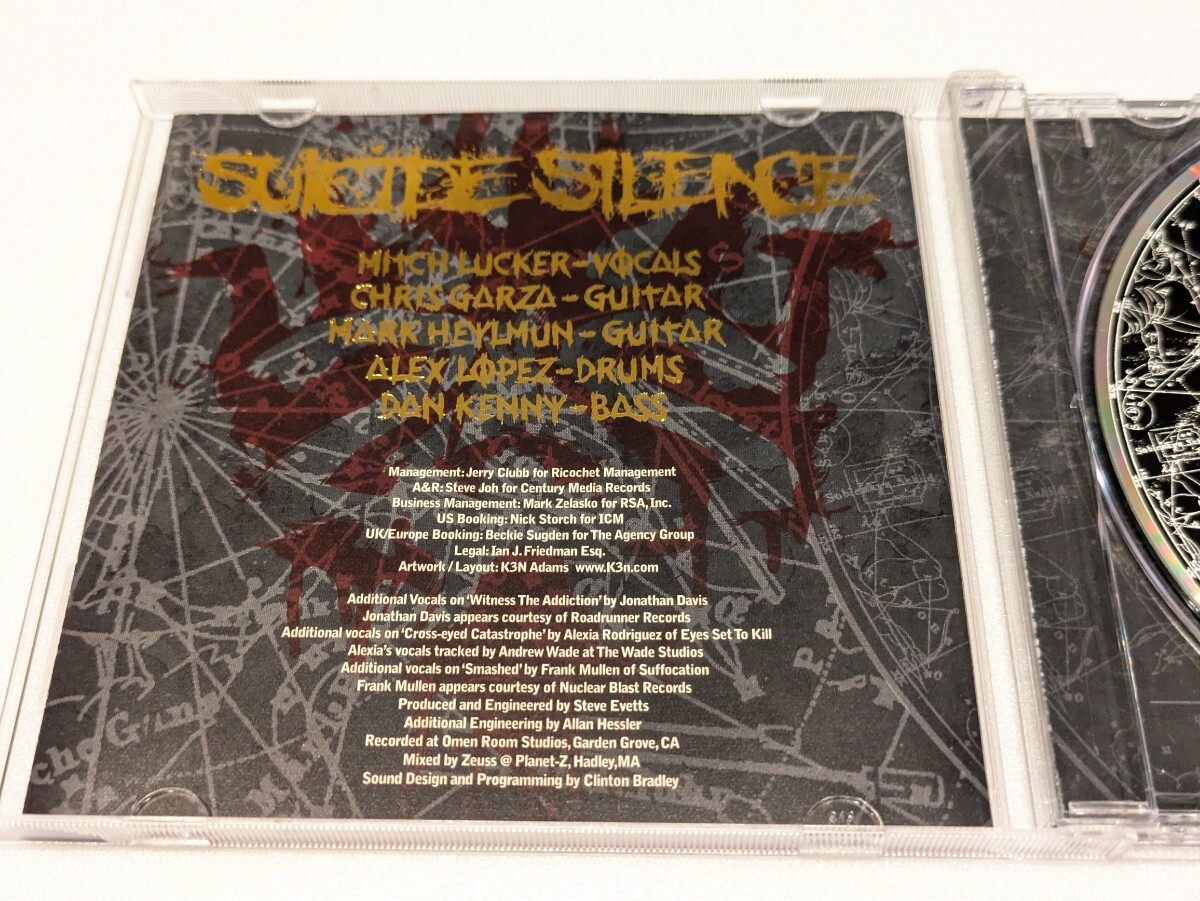 SUICIDE SILENCE
MITCH LUCKER-VOCALS
CHRIS GARZA-GUITAR
MARK HEYLMUN-GUITAR
ALEX LOPEZ-DRUMS
DAN KENNY-BASS
Management: Jerry Clubb for Ricochet Management
A&R: Steve Joh for Century Media Records
Business Management: Mark Zelasko for RSA, Inc.
US Booking: Nick Storch for ICM
UK/Europe Booking: Beckie Sugden for The Agency Group
Legal: Ian J. Friedman Esq.
Artwork / Layout: K3N Adams www.K3n.com
Additional Vocals on 'Witness The Addiction' by Jonathan Davis
Jonathan Davis appears courtesy of Roadrunner Records
Additional vocals on 'Cross-eyed Catastrophe' by Alexia Rodriguez of Eyes Set To Kill
Alexia's vocals tracked by Andrew Wade at The Wade Studios
Additional vocals on 'Smashed' by Frank Mullen of Suffocation
Frank Mullen appears courtesy of Nuclear Blast Records
Produced and Engineered by Steve Evetts
Additional Engineering by Allan Hessler
Recorded at Omen Room Studios, Garden Grove, CA
Mixed by Zeuss @ Planet-Z, Hadley, MA
Sound Design and Programming by Clinton Bradley